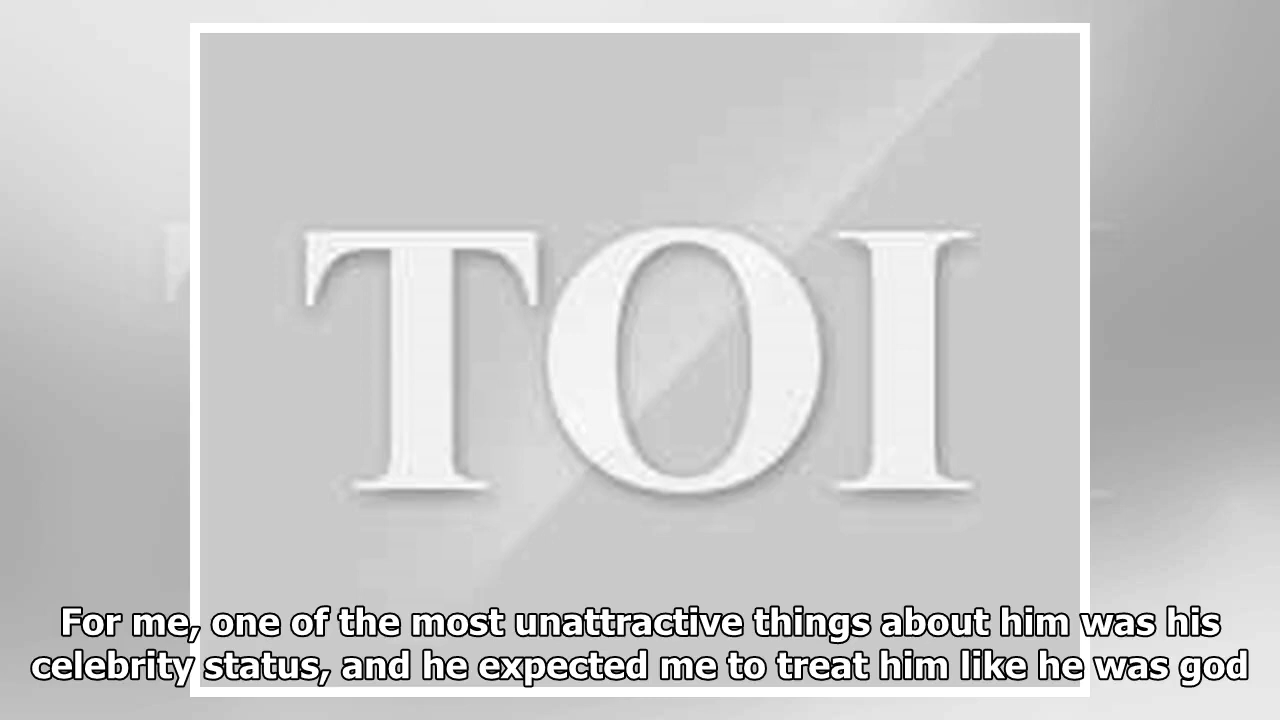 TOI
For me, one of the most unattractive things about him was his
celebrity status, and he expected me to treat him like he was god